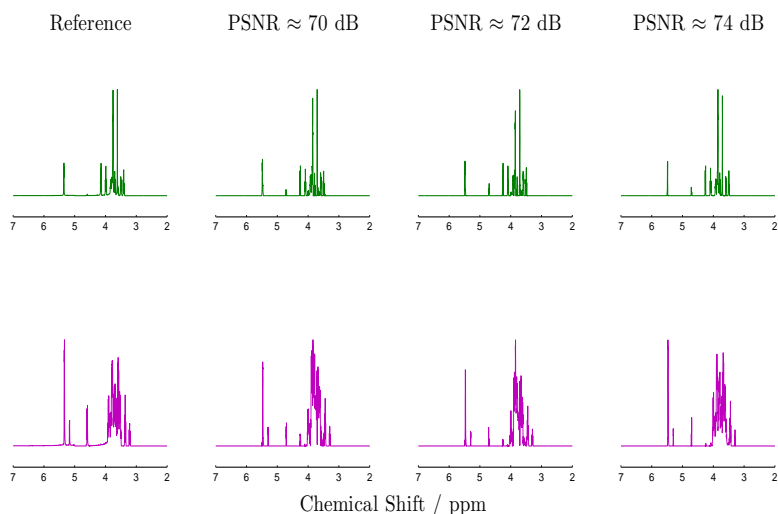 Reference PSNR ≈ 70 dB PSNR ≈ 72 dB PSNR ≈ 74 dB
7 6 5 4 3 2 7 6 5 4 3 2 7 6 5 4 3 2 7 6 5 4 3 2
7 6 5 4 3 2 7 6 5 4 3 2 7 6 5 4 3 2 7 6 5 4 3 2
Chemical Shift / ppm